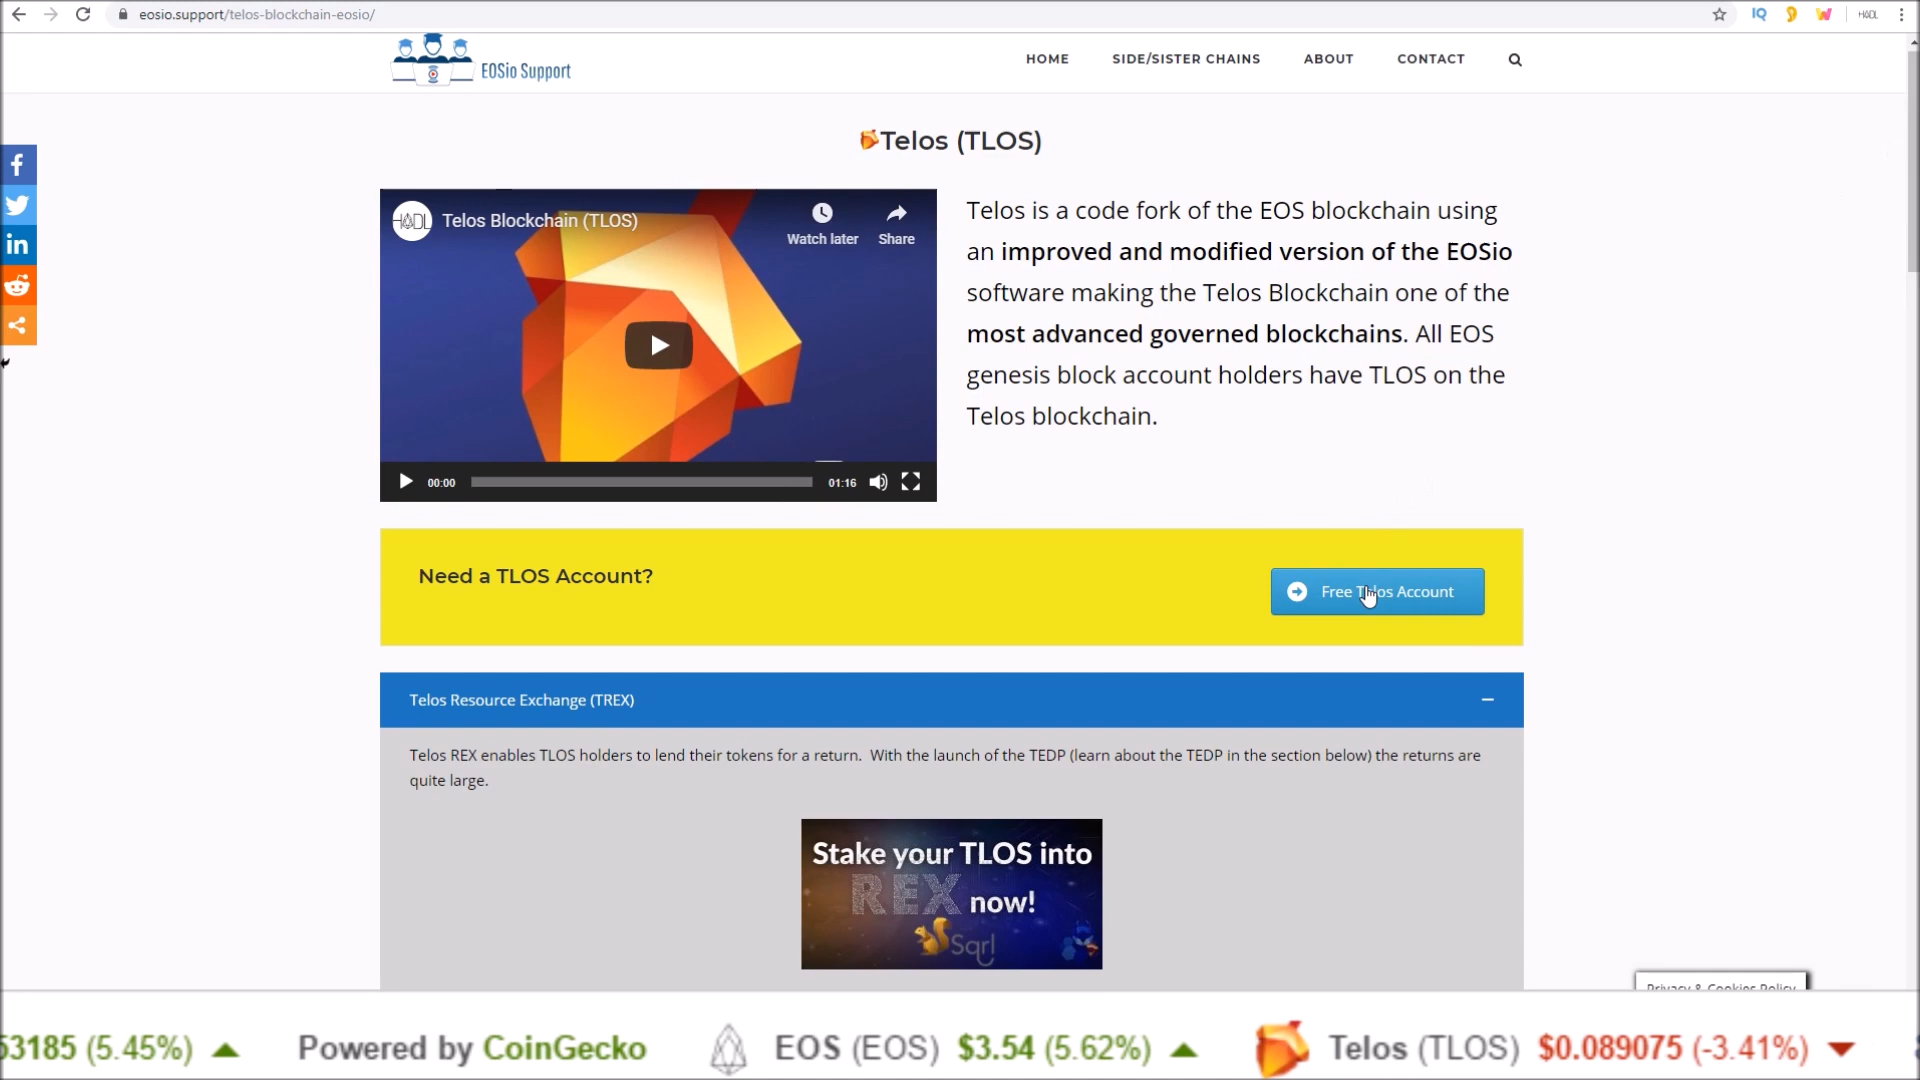 eosio.support/telos-blockchain-eosio/
EOSio Support
HOME SIDE/SISTER CHAINS ABOUT CONTACT
Telos (TLOS)
HODL Telos Blockchain (TLOS)
Watch later Share
00:00 01:16
Telos is a code fork of the EOS blockchain using
an improved and modified version of the EOSio
software making the Telos Blockchain one of the
most advanced governed blockchains. All EOS
genesis block account holders have TLOS on the
Telos blockchain.
Need a TLOS Account?
Free Telos Account
Telos Resource Exchange (TREX)
Telos REX enables TLOS holders to lend their tokens for a return. With the launch of the TEDP (learn about the TEDP in the section below) the returns are
quite large.
Stake your TLOS into
REX now!
Sqrl
Privacy & Cookies Policy
53185 (5.45%) Powered by CoinGecko EOS (EOS) $3.54 (5.62%) Telos (TLOS) $0.089075 (-3.41%)